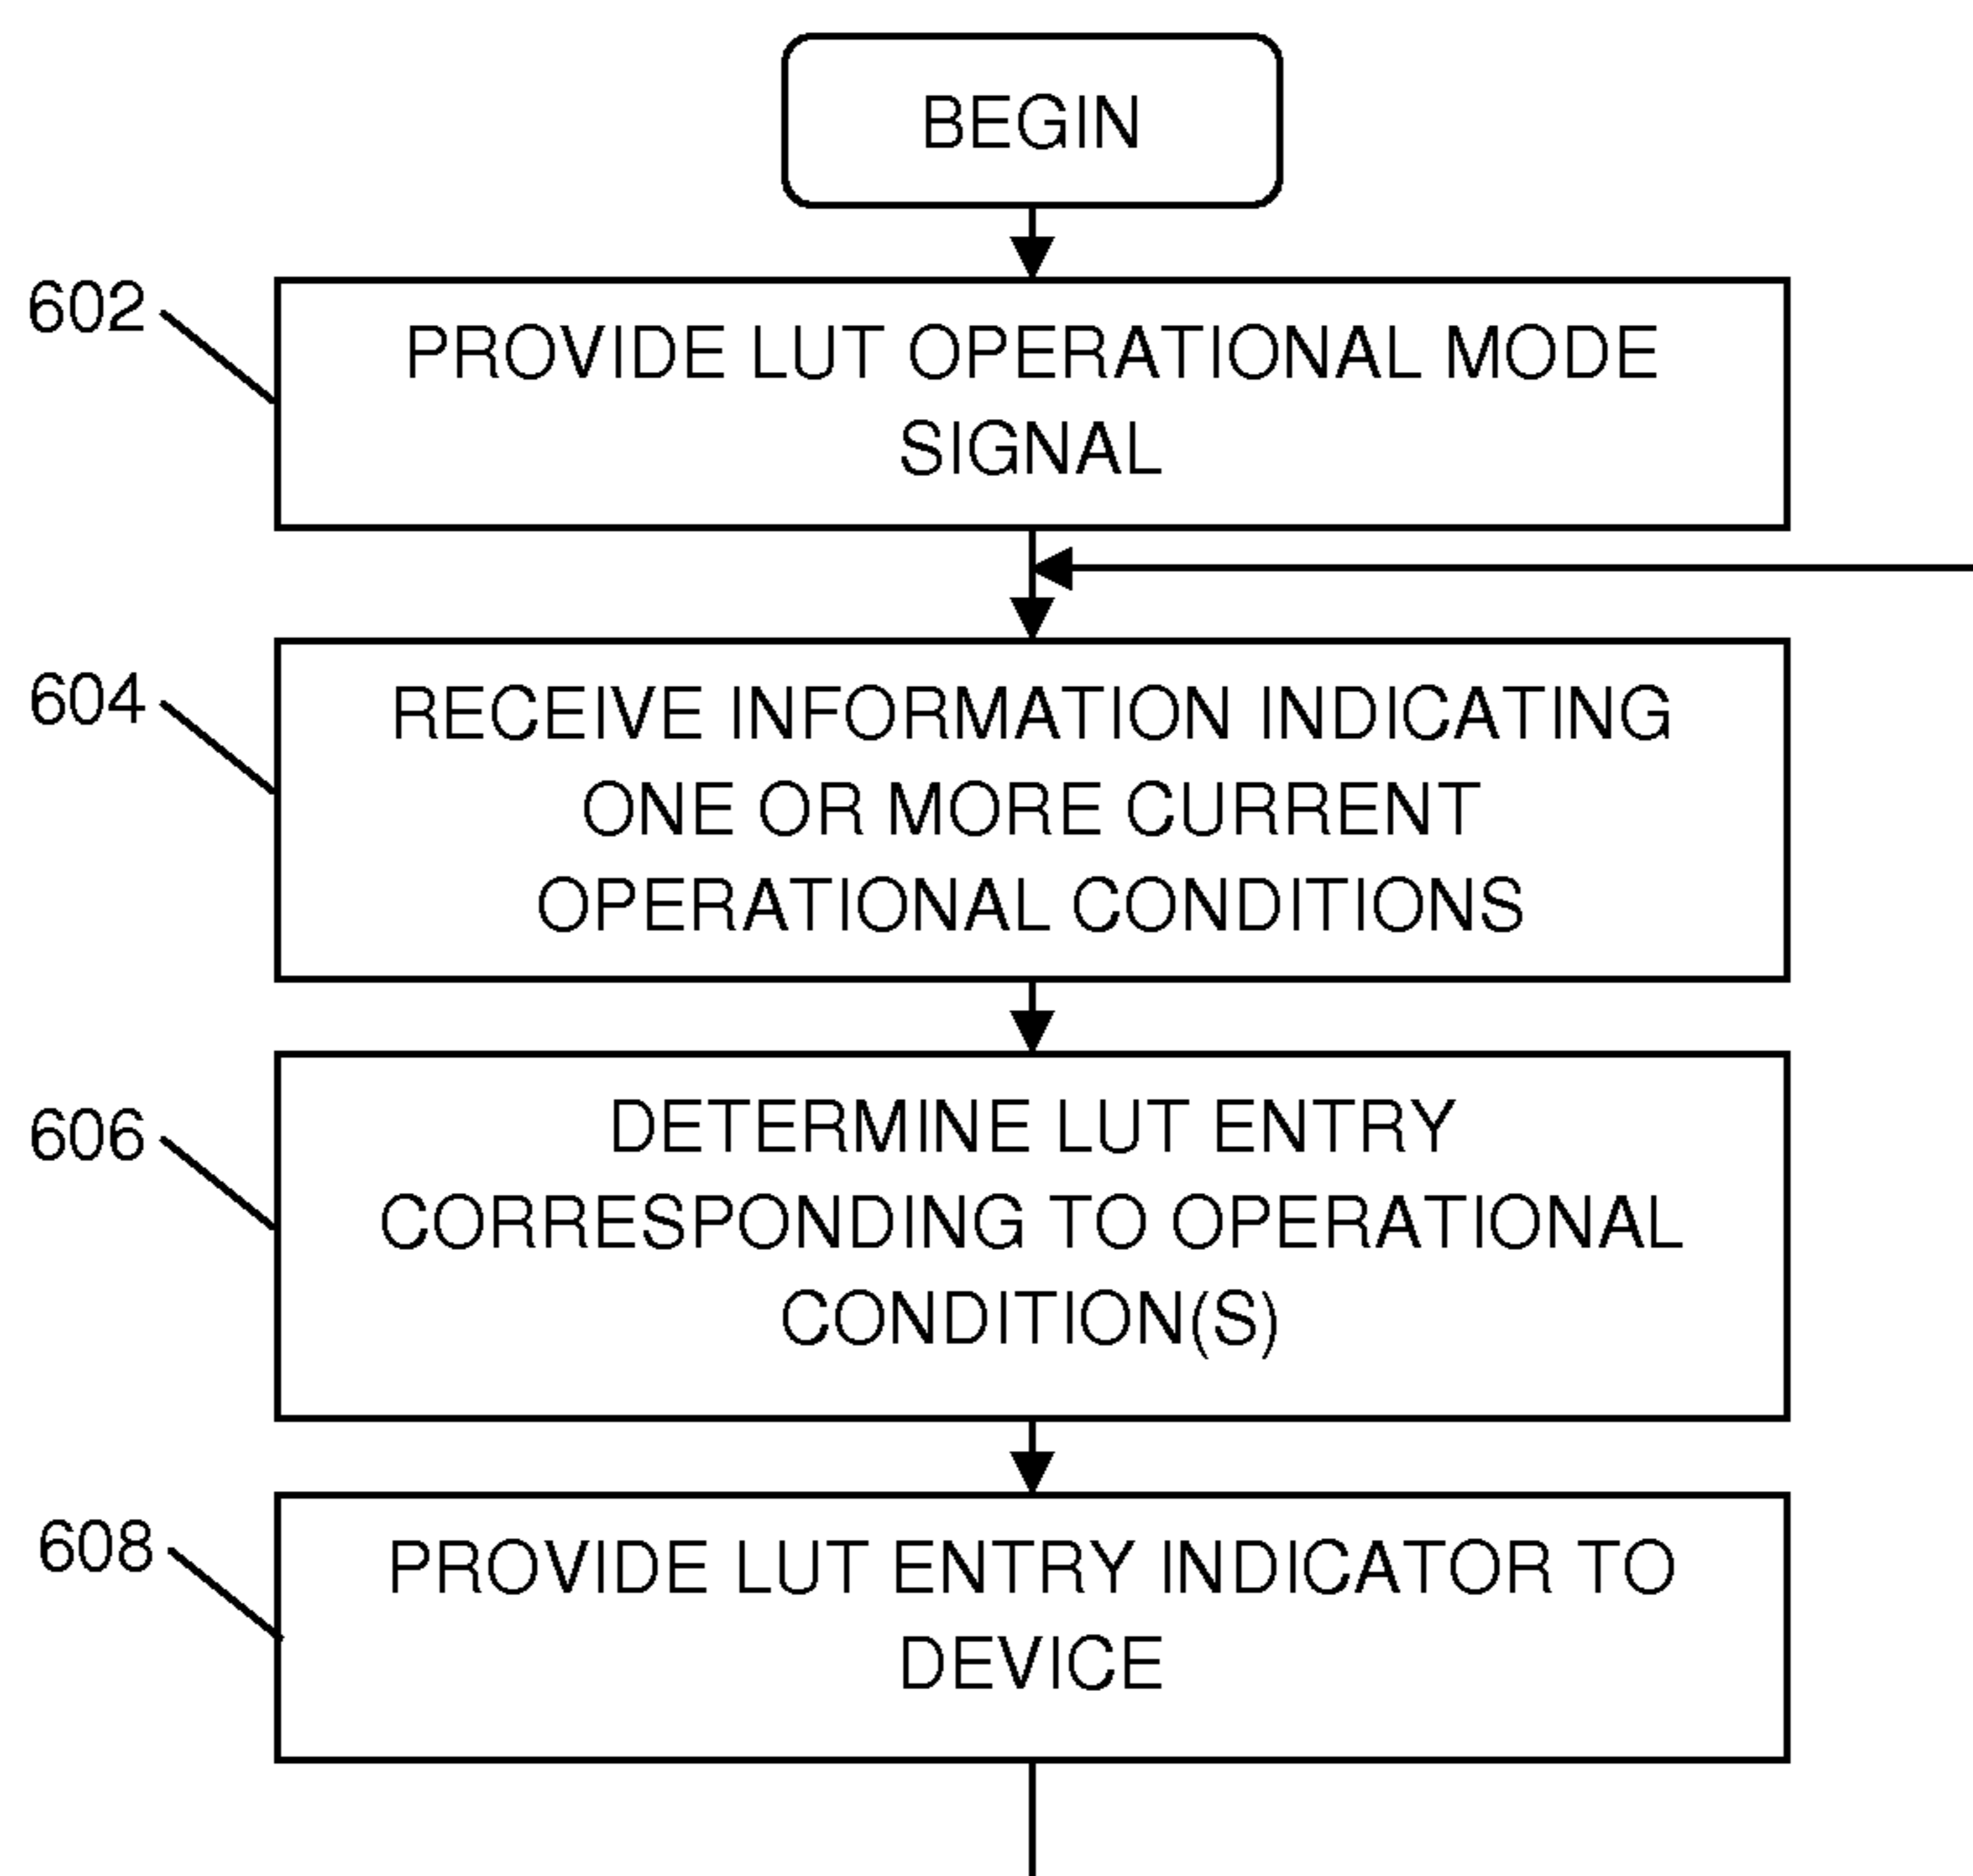 BEGIN
602
PROVIDE LUT OPERATIONAL MODE
SIGNAL
604
RECEIVE INFORMATION INDICATING
ONE OR MORE CURRENT
OPERATIONAL CONDITIONS
606
DETERMINE LUT ENTRY
CORRESPONDING TO OPERATIONAL
CONDITION(S)
608
PROVIDE LUT ENTRY INDICATOR TO
DEVICE